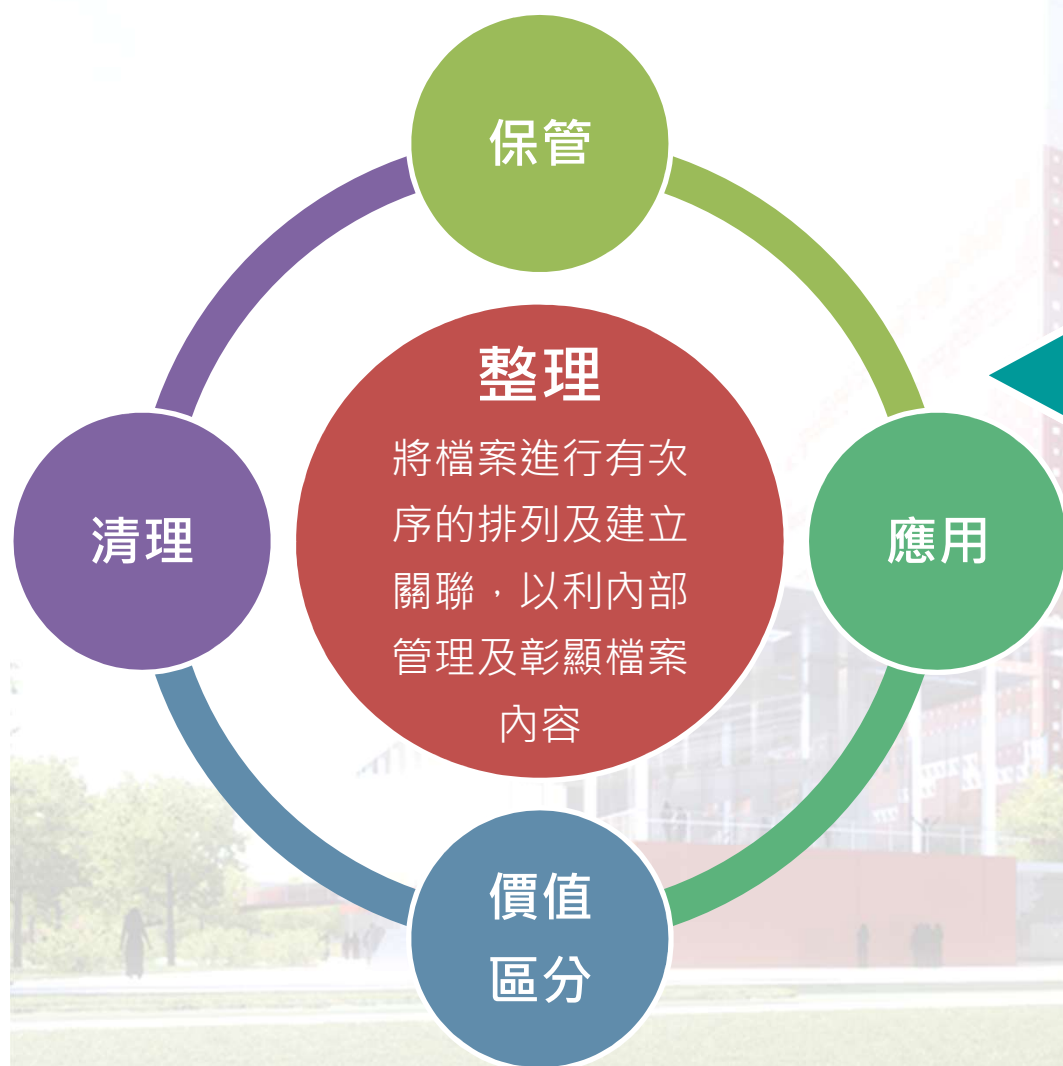 保管
整理
將檔案進行有次
序的排列及建立
關聯，以利內部
管理及彰顯檔案
內容
清理
應用
價值
區分